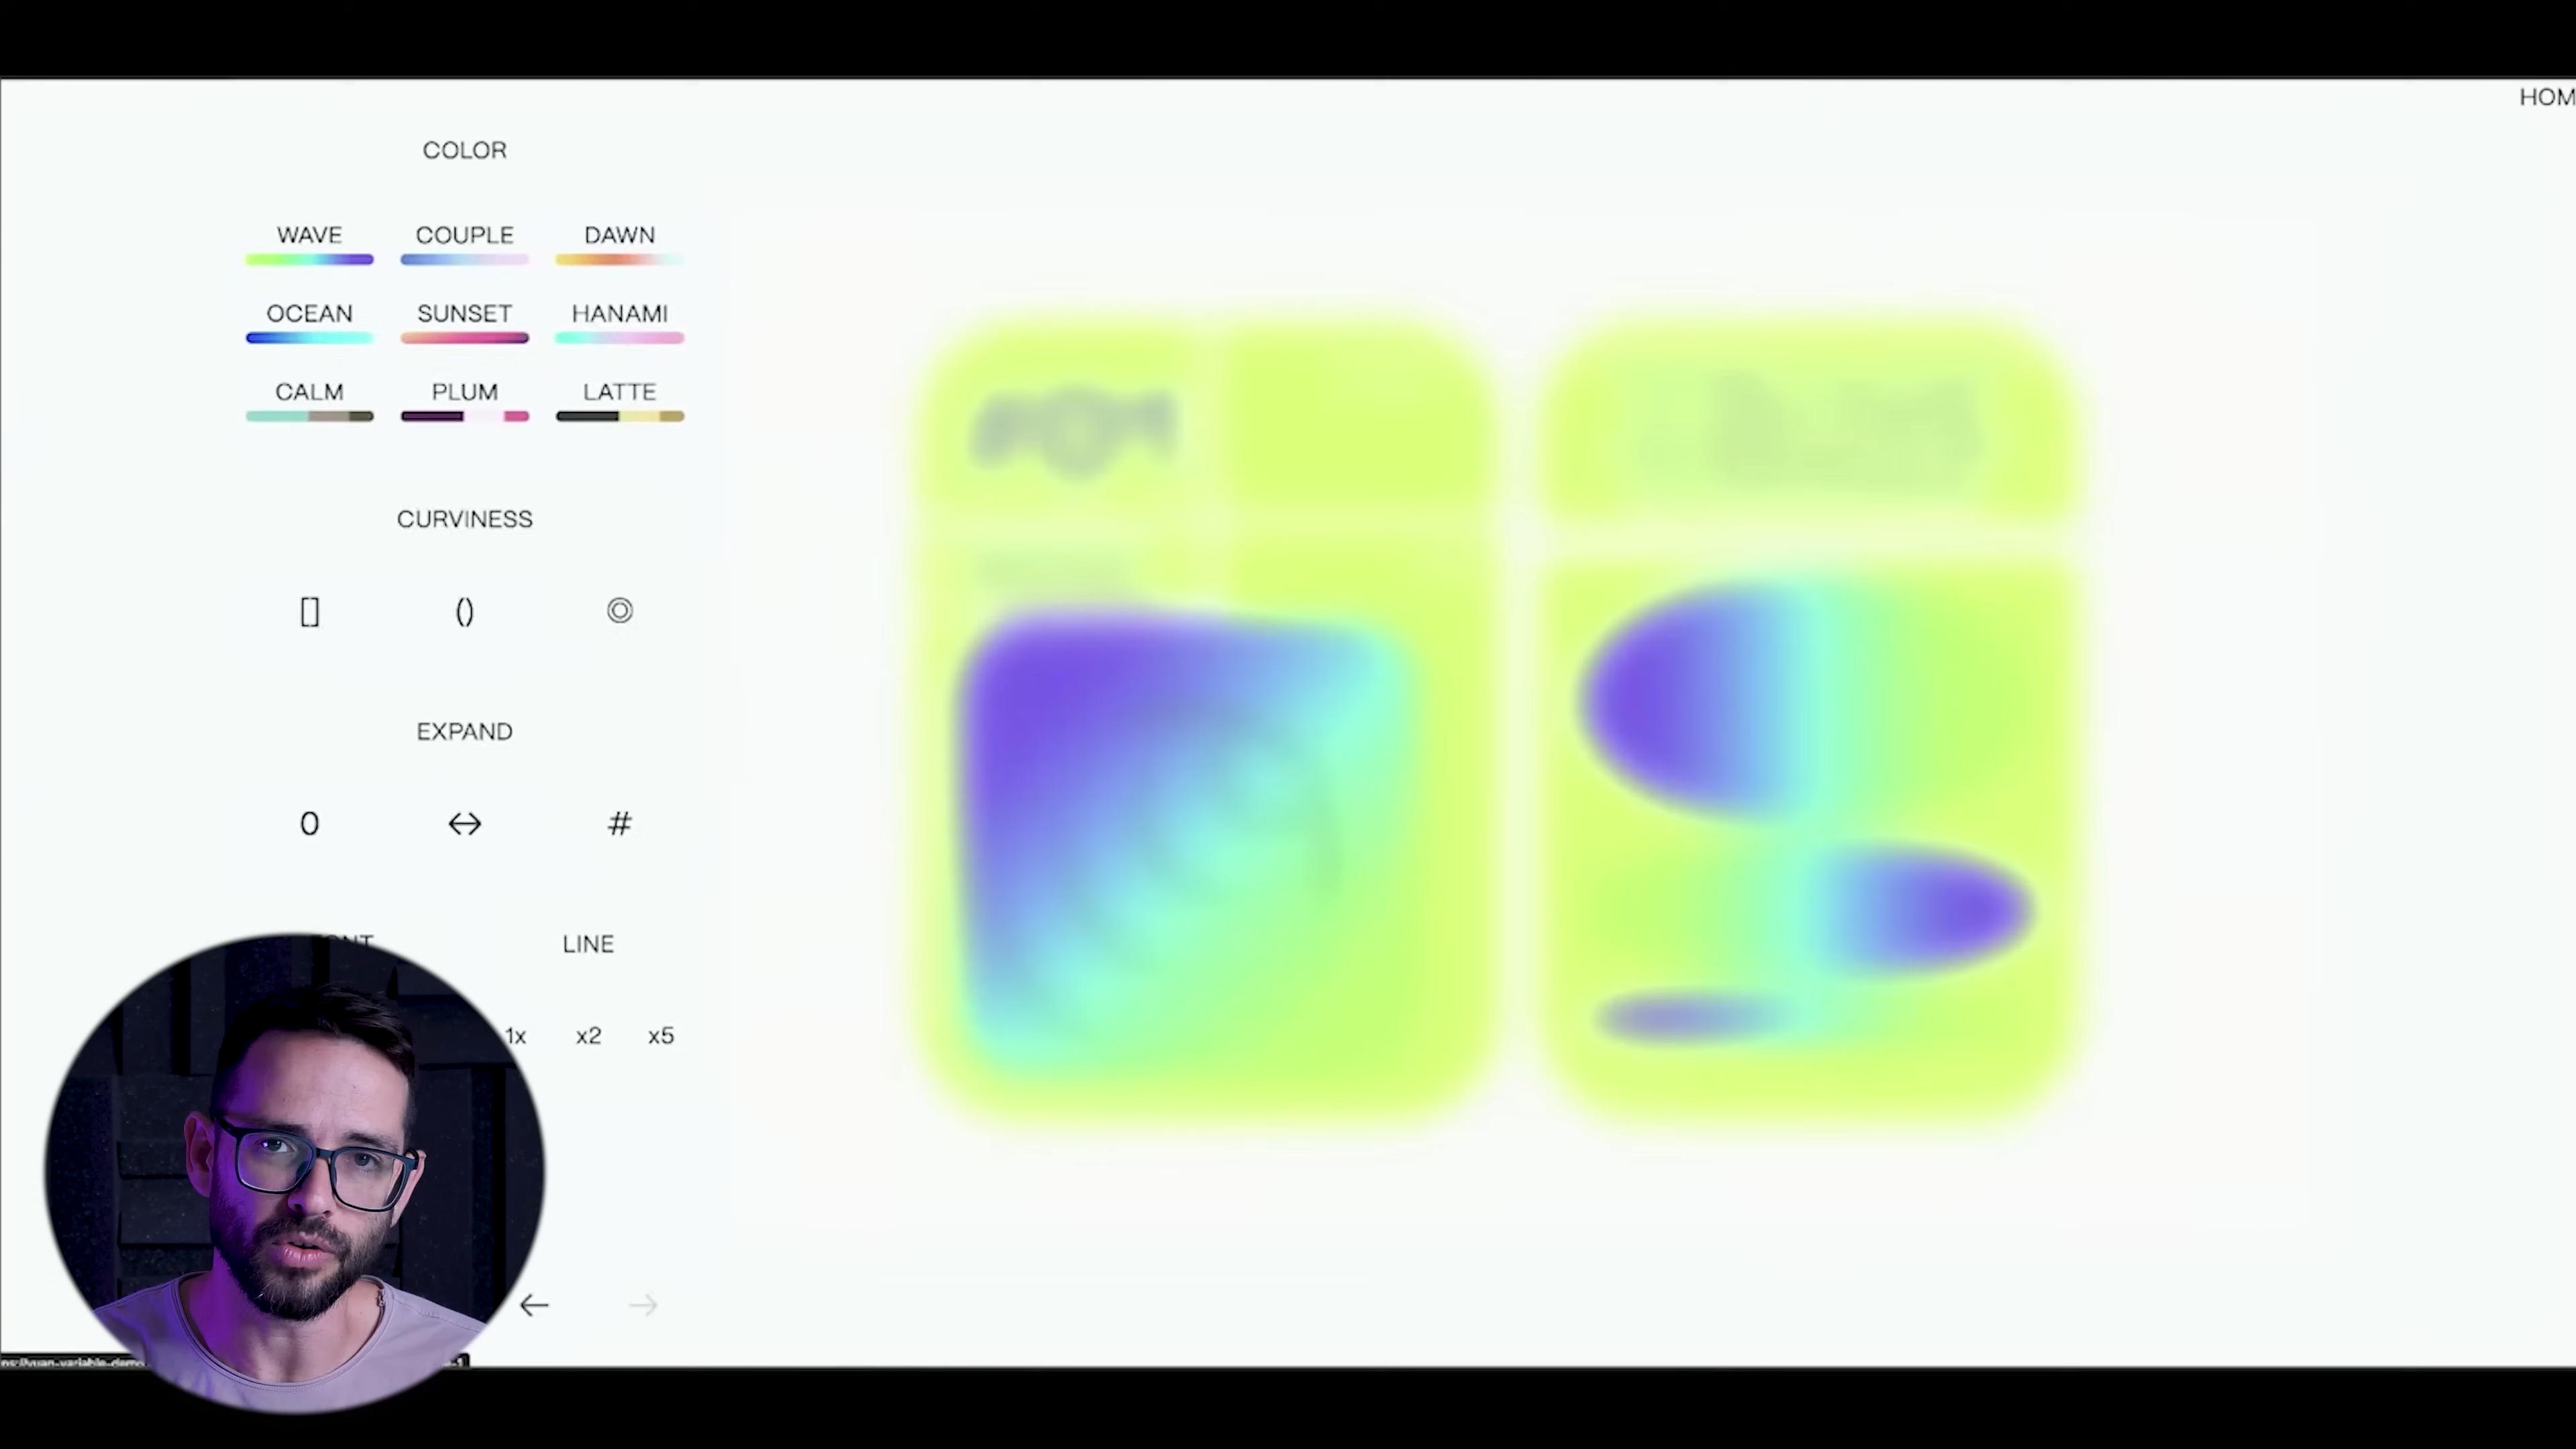 HOM
COLOR
WAVE COUPLE DAWN
OCEAN SUNSET HANAMI
CALM PLUM LATTE
CURVINESS
[] () ◎
EXPAND
0 ↔ #
LINE
1x x2 x5
← →